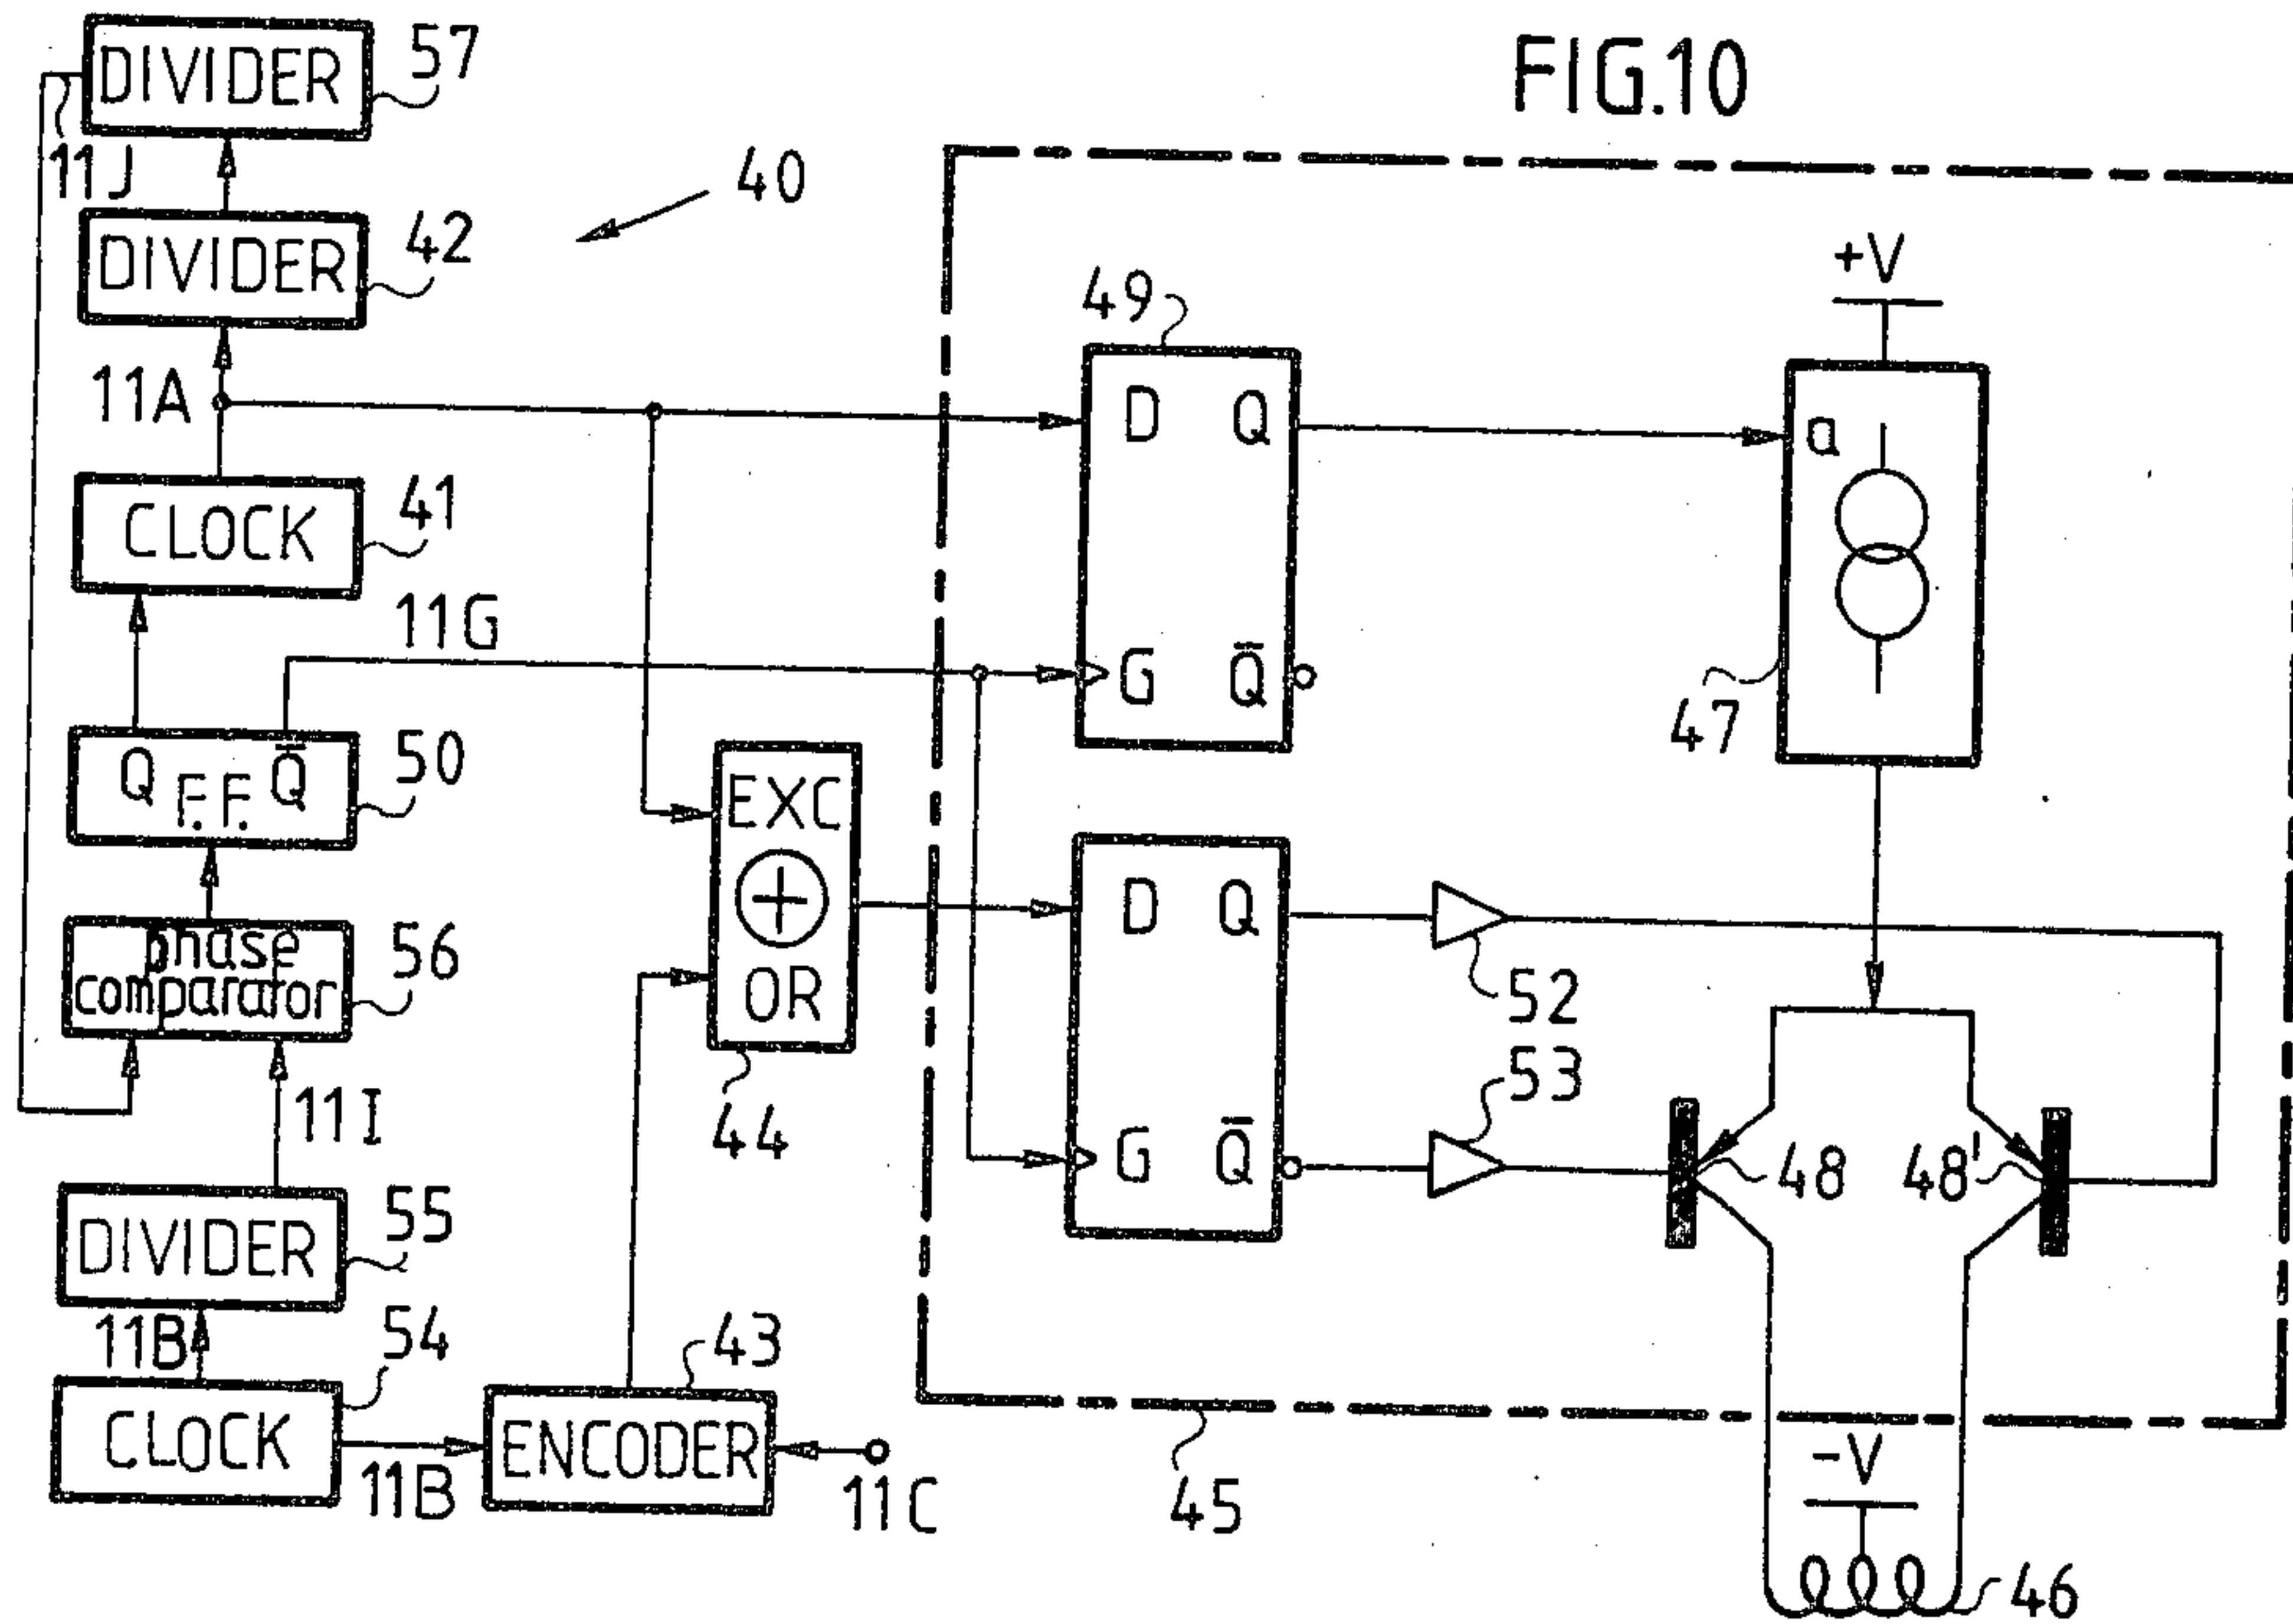 FIG.10
DIVIDER
57
11J
40
DIVIDER
42
+V
49
11A
D Q
a
CLOCK
41
11G
G Q̄
47
Q F.F. Q̄
50
EXC
OR
44
phase
comparator
56
D Q
52
11I
53
G Q̄
48
48'
DIVIDER
55
11B
54
43
CLOCK
11B
ENCODER
11C
45
-V
46